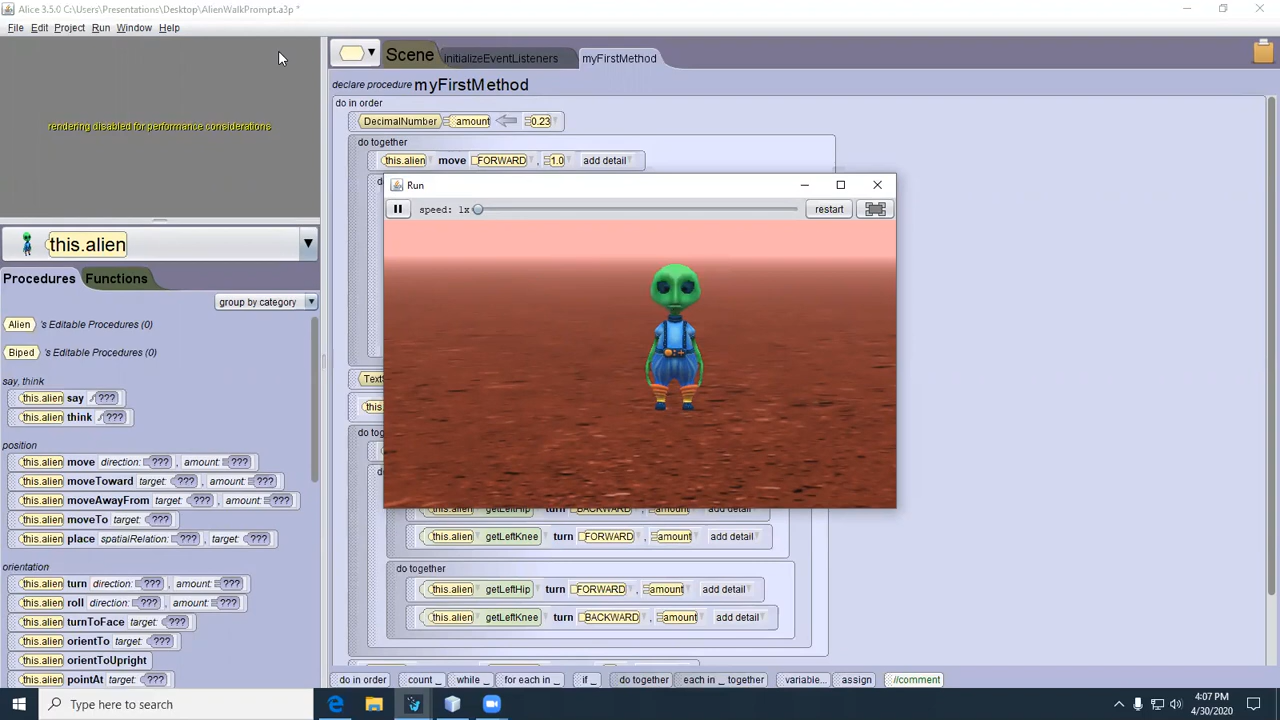 Alice 3.5.0 C:\Users\Presentations\Desktop\AlienWalkPrompt.a3p *
File Edit Project Run Window Help
rendering disabled for performance considerations
Scene initializeEventListeners myFirstMethod
declare procedure myFirstMethod
do in order
DecimalNumber amount 0.23
do together
this.alien move FORWARD , 1.0 add detail
Run
speed: 1x restart
this.alien
Procedures Functions
group by category
Alien 's Editable Procedures (0)
Biped 's Editable Procedures (0)
say, think
this.alien say ???
this.alien think ???
position
this.alien move direction: ??? , amount: ???
this.alien moveToward target: ??? , amount: ???
this.alien moveAwayFrom target: ??? , amount: ???
this.alien moveTo target: ???
this.alien place spatialRelation: ??? , target: ???
orientation
this.alien turn direction: ??? , amount: ???
this.alien roll direction: ??? , amount: ???
this.alien turnToFace target: ???
this.alien orientTo target: ???
this.alien orientToUpright
this.alien pointAt target: ???
this.alien getLeftHip turn BACKWARD , amount add detail
this.alien getLeftKnee turn FORWARD , amount add detail
do together
this.alien getLeftHip turn FORWARD , amount add detail
this.alien getLeftKnee turn BACKWARD , amount add detail
do in order count _ while _ for each in _ if _ do together each in _ together variable... assign //comment
Type here to search
4:07 PM
4/30/2020